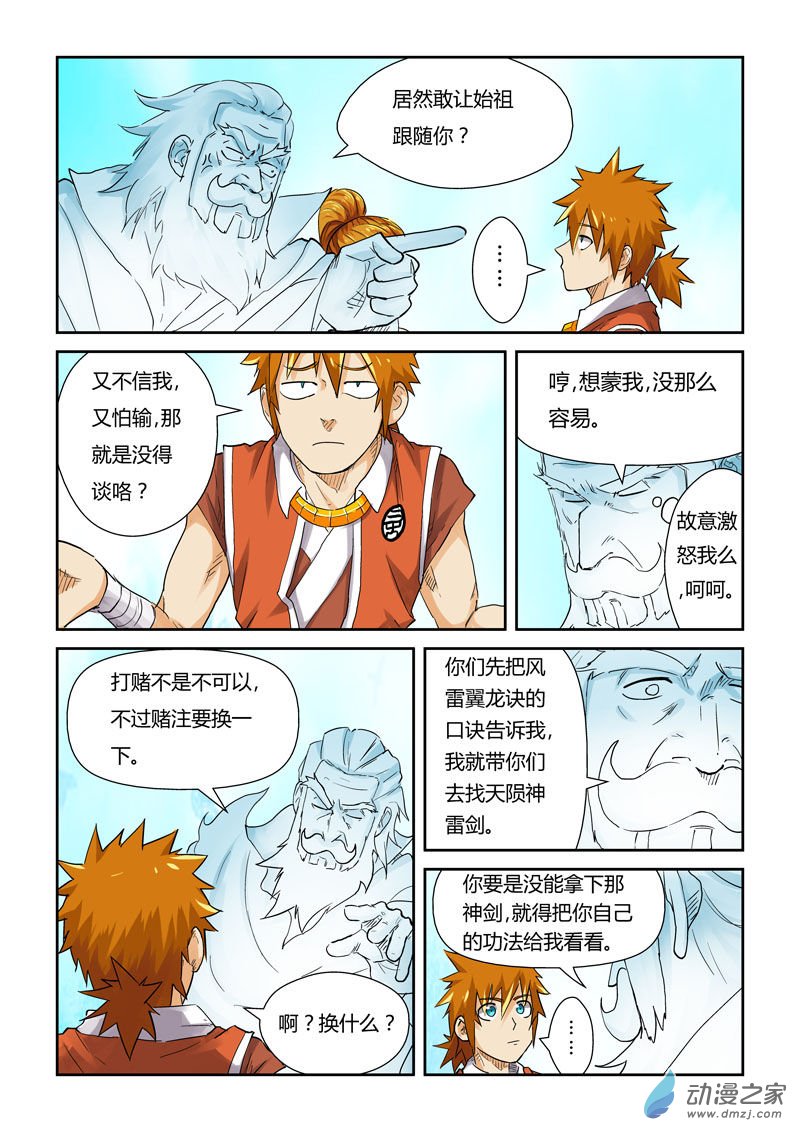 居然敢让始祖
跟随你？
……
又不信我，
又怕输，那
就是没得
谈咯？
哼，想蒙我，没那么
容易。
故意激
怒我么
，呵呵。
打赌不是不可以，
不过赌注要换一
下。
啊？换什么？
你们先把风
雷翼龙诀的
口诀告诉我，
我就带你们
去找天陨神
雷剑。
你要是没能拿下那
神剑，就得把你自己
的功法给我看看。
……
动漫之家
www.dmzj.com